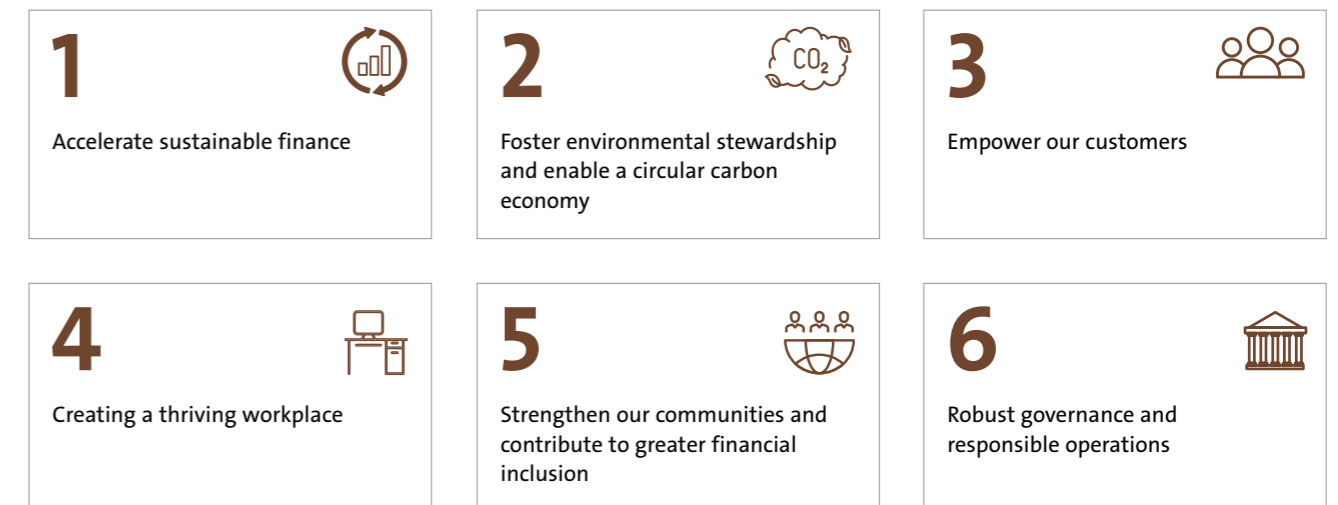 1
Accelerate sustainable finance
2
CO₂
Foster environmental stewardship
and enable a circular carbon
economy
3
Empower our customers
4
Creating a thriving workplace
5
Strengthen our communities and
contribute to greater financial
inclusion
6
Robust governance and
responsible operations